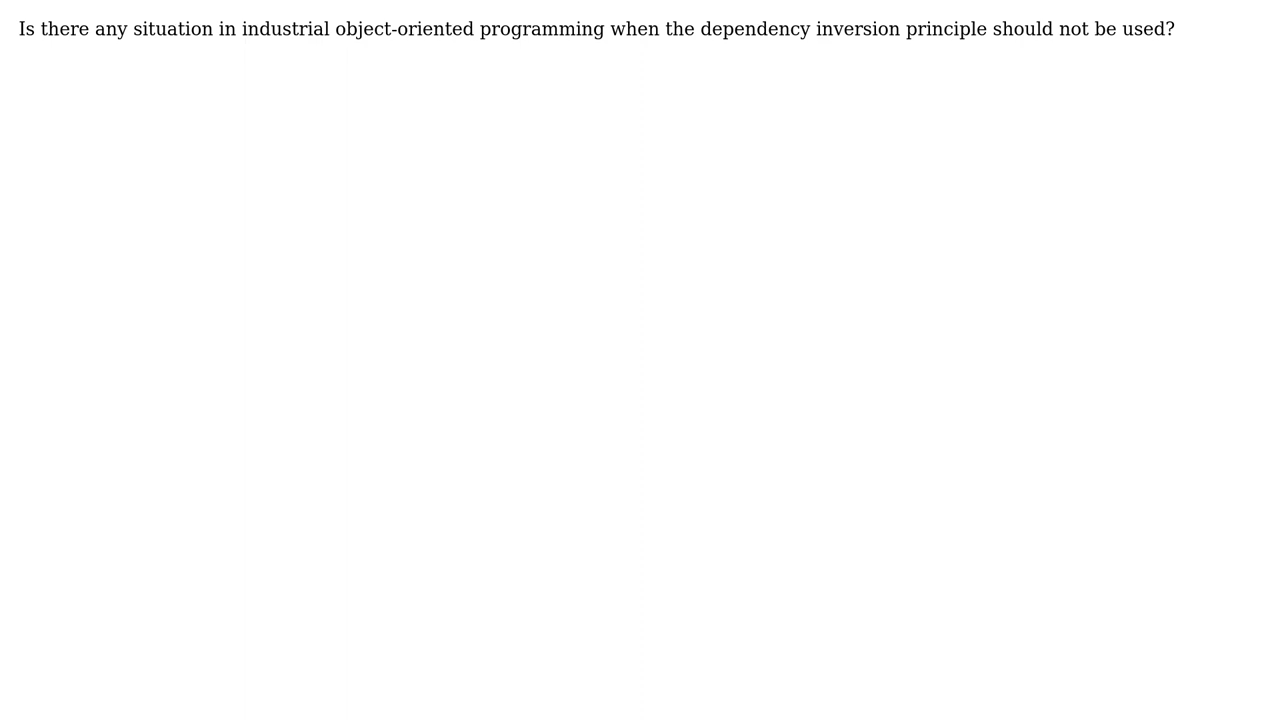 Is there any situation in industrial object-oriented programming when the dependency inversion principle should not be used?